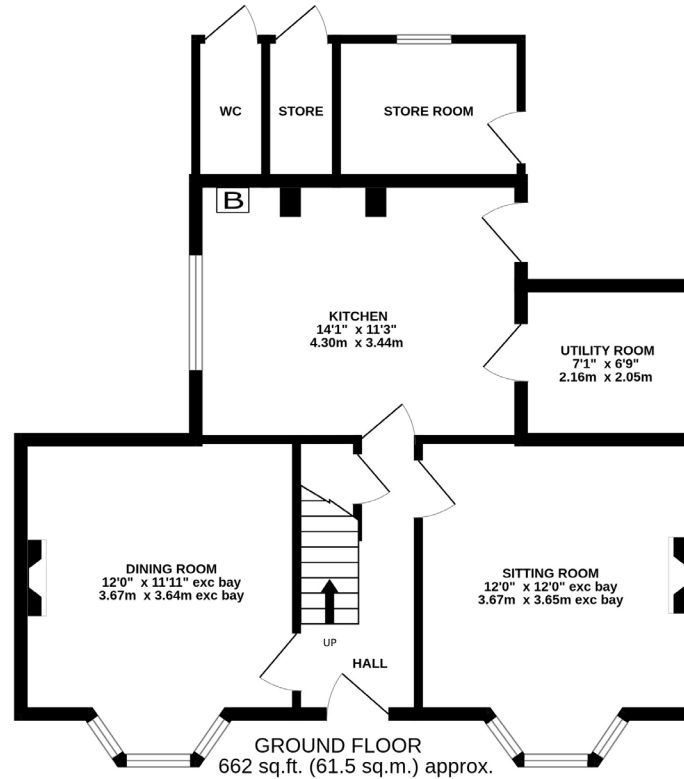 WC
STORE
STORE ROOM
B
KITCHEN
14'1" x 11'3"
4.30m x 3.44m
UTILITY ROOM
7'1" x 6'9"
2.16m x 2.05m
DINING ROOM
12'0" x 11'11" exc bay
3.67m x 3.64m exc bay
SITTING ROOM
12'0" x 12'0" exc bay
3.67m x 3.65m exc bay
UP
HALL
GROUND FLOOR
662 sq.ft. (61.5 sq.m.) approx.